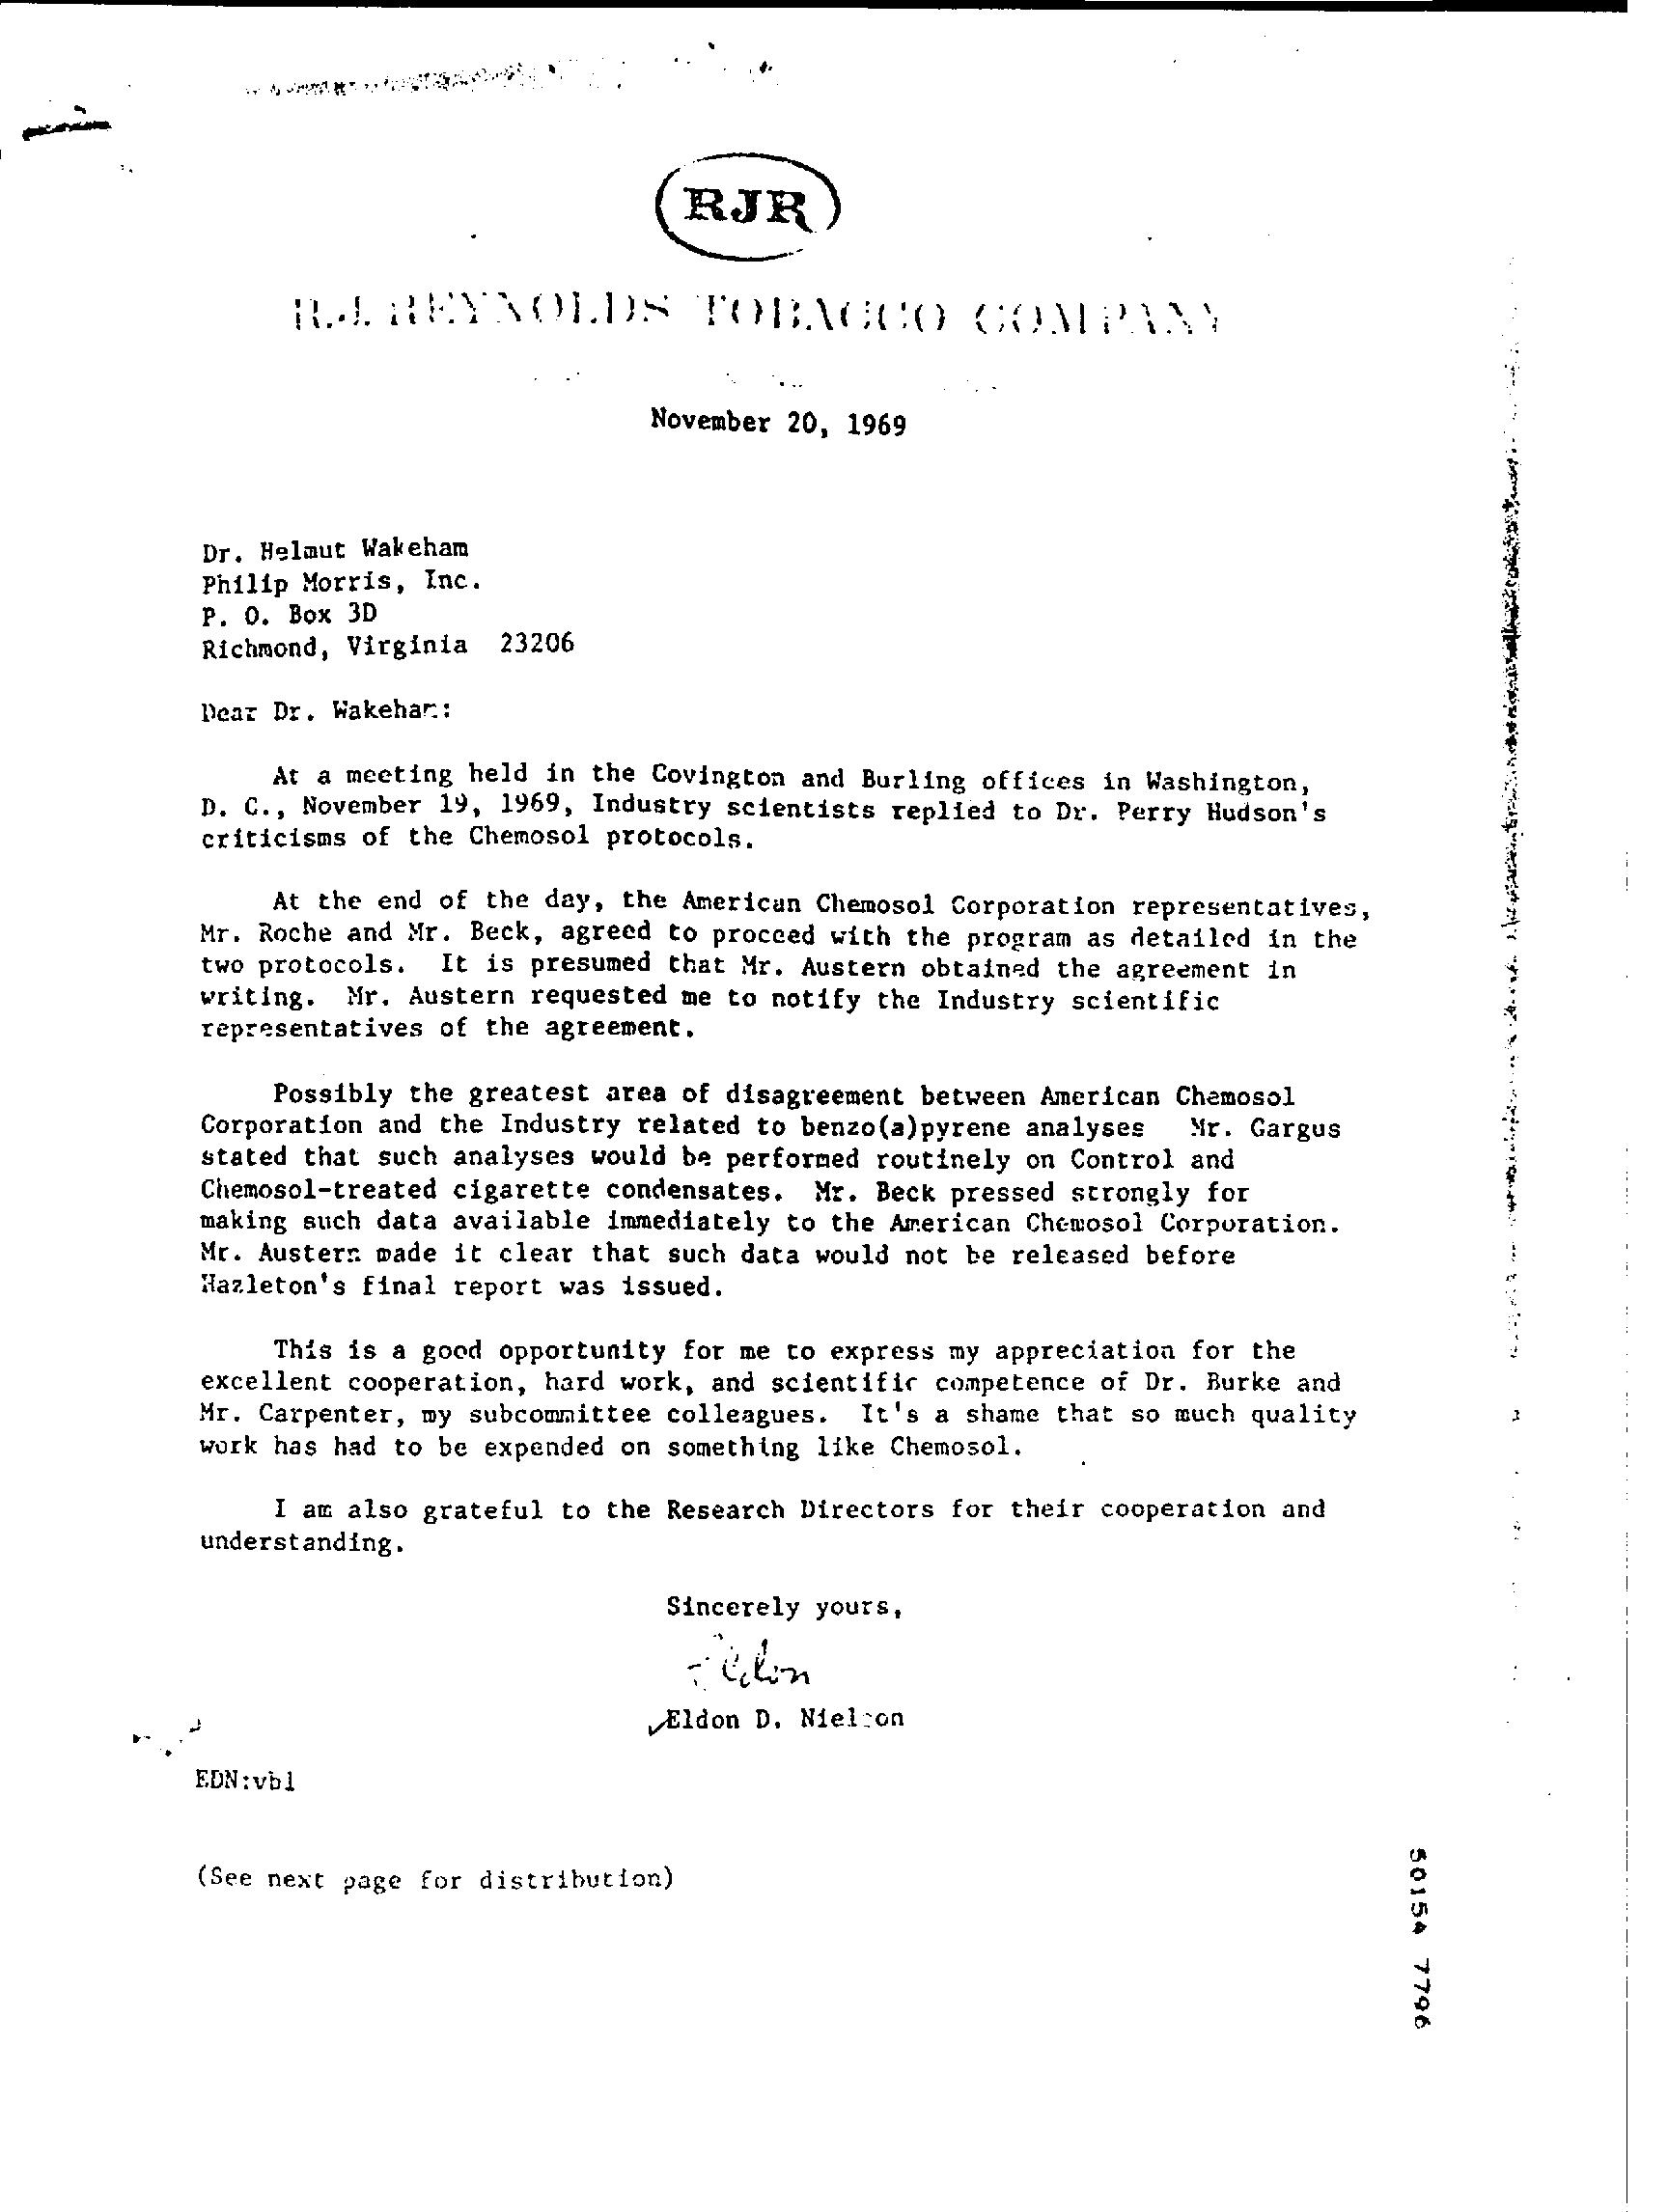 RJR
R.J. REYNOLDS TOBACCO COMPANY
November 20, 1969
Dr. Helmut Wakeham
Philip Morris, Inc.
P. O. Box 3D
Richmond, Virginia 23206
Dear Dr. Wakeham:
At a meeting held in the Covington and Burling offices in Washington,
D. C., November 19, 1969, Industry scientists replied to Dr. Perry Hudson's
criticisms of the Chemosol protocols.
At the end of the day, the American Chemosol Corporation representatives,
Mr. Roche and Mr. Beck, agreed to proceed with the program as detailed in the
two protocols. It is presumed that Mr. Austern obtained the agreement in
writing. Mr. Austern requested me to notify the Industry scientific
representatives of the agreement.
Possibly the greatest area of disagreement between American Chemosol
Corporation and the Industry related to benzo(a)pyrene analyses Mr. Gargus
stated that such analyses would be performed routinely on Control and
Chemosol-treated cigarette condensates. Mr. Beck pressed strongly for
making such data available immediately to the American Chemosol Corporation.
Mr. Austern made it clear that such data would not be released before
Hazleton's final report was issued.
This is a good opportunity for me to express my appreciation for the
excellent cooperation, hard work, and scientific competence of Dr. Burke and
Mr. Carpenter, my subcommittee colleagues. It's a shame that so much quality
work has had to be expended on something like Chemosol.
I am also grateful to the Research Directors for their cooperation and
understanding.
Sincerely yours,
Eldon
Eldon D. Nielson
EDN:vbl
(See next page for distribution)
50154 7796